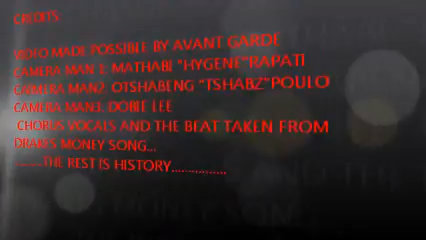 CREDITS:
VIDEO MADE POSSIBLE BY AVANT GARDE
CAMERA MAN 1: MATHABI "HYGENE"RAPATI
CAMERA MAN2: OTSHABENG "TSHABZ"POULO
CAMERA MAN3: DOBIE LEE
CHORUS VOCALS AND THE BEAT TAKEN FROM
DRAIN'S MONEY SONG...
........THE REST IS HISTORY................